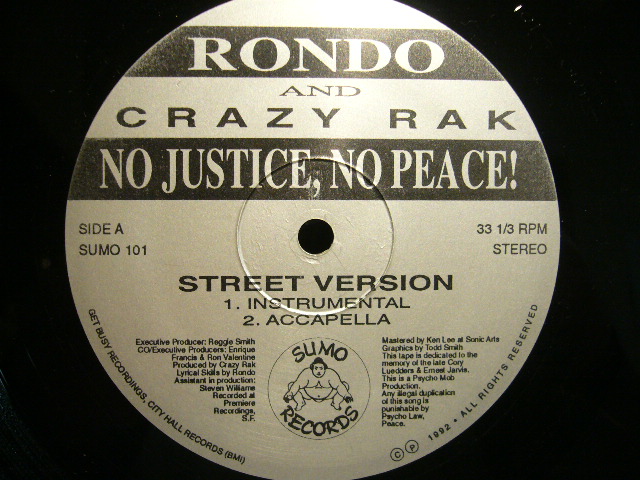 RONDO
AND
CRAZY RAK
NO JUSTICE, NO PEACE!
SIDE A
SUMO 101
33 1/3 RPM
STEREO
STREET VERSION
1. INSTRUMENTAL
2. ACCAPELLA
Executive Producer: Reggie Smith
CO/Executive Producers: Enrique
Francis & Ron Valentine
Produced by Crazy Rak
Lyrical Skills by Rondo
Assistant in production:
Steven Williams
Recorded at
Premiere
Recordings,
S.F.
SUMO
RECORDS
Mastered by Ken Lee at Sonic Arts
Graphics by Todd Smith
This tape is dedicated to the
memory of the late Cory
Luedders & Ernest Jarvis.
This is a Psycho Mob
Production.
Any illegal duplication
of this song is
punishable by
Psycho Law,
Peace.
GET BUSY RECORDINGS, CITY HALL RECORDS (BMI)
© ℗ 1992 • ALL RIGHTS RESERVED